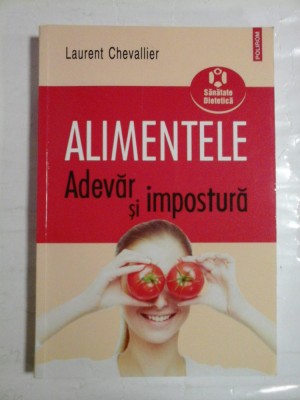 Laurent Chevallier
POLIROM
Sănătate
Dietetică
ALIMENTELE
Adevăr
și impostură